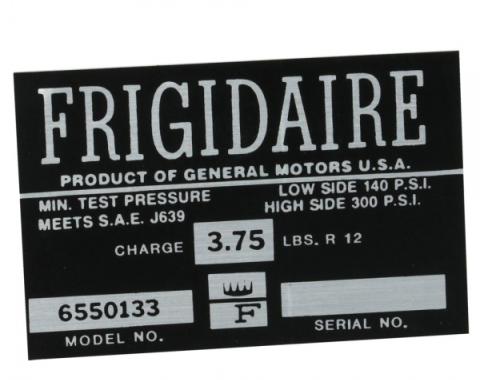 FRIGIDAIRE
PRODUCT OF GENERAL MOTORS U.S.A.
MIN. TEST PRESSURE LOW SIDE 140 P.S.I.
MEETS S.A.E. J639 HIGH SIDE 300 P.S.I.
CHARGE 3.75 LBS. R 12
6550133 F
MODEL NO. SERIAL NO.